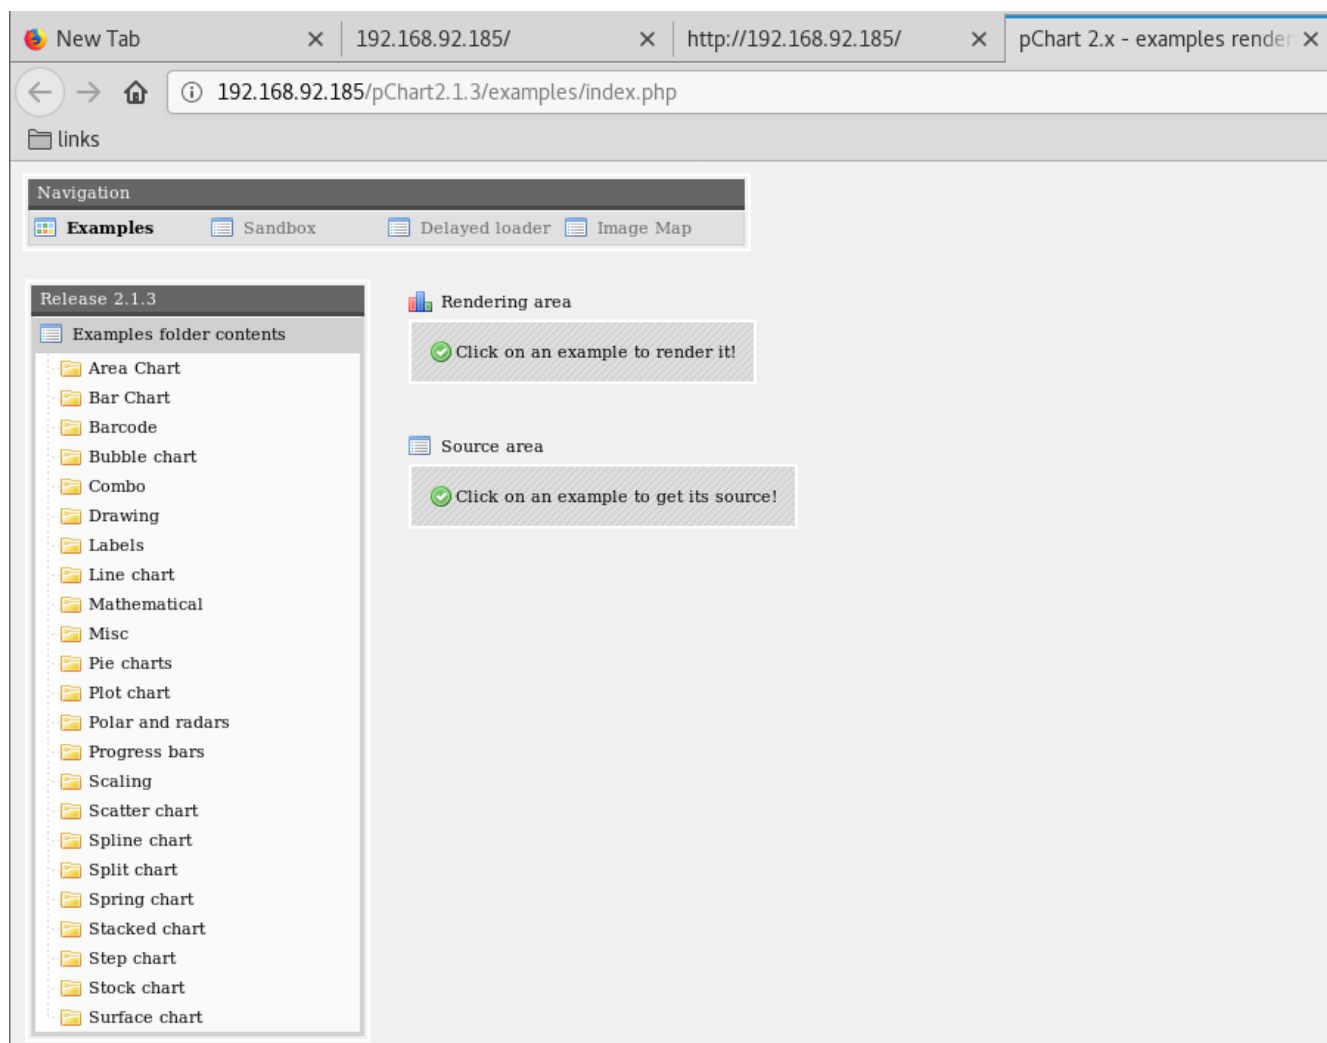 New Tab
192.168.92.185/
http://192.168.92.185/
pChart 2.x - examples render
192.168.92.185/pChart2.1.3/examples/index.php
links
Navigation
Examples Sandbox Delayed loader Image Map
Release 2.1.3
Examples folder contents
Area Chart
Bar Chart
Barcode
Bubble chart
Combo
Drawing
Labels
Line chart
Mathematical
Misc
Pie charts
Plot chart
Polar and radars
Progress bars
Scaling
Scatter chart
Spline chart
Split chart
Spring chart
Stacked chart
Step chart
Stock chart
Surface chart
Rendering area
Click on an example to render it!
Source area
Click on an example to get its source!